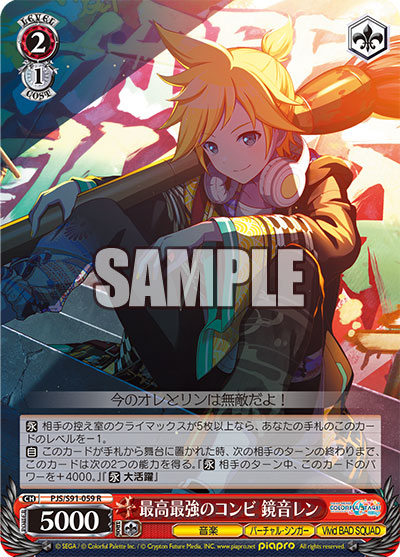 LEVEL
2
1
COST
SAMPLE
今のオレとリンは無敵だよ！
永 相手の控え室のクライマックスが5枚以上なら、あなたの手札のこのカードのレベルを－1。
自 このカードが手札から舞台に置かれた時、次の相手のターンの終わりまで、このカードは次の2つの能力を得る。『永 相手のターン中、このカードのパワーを＋4000。』『永 大活躍』
CH
PJS/S91-059 R
5000
最高最強のコンビ 鏡音レン
COLORFUL STAGE!
音楽
バーチャル・シンガー
Vivid BAD SQUAD
© SEGA / © Colorful Palette Inc. / © Crypton Future Media, INC. www.piapro.net piapro All rights reserved.